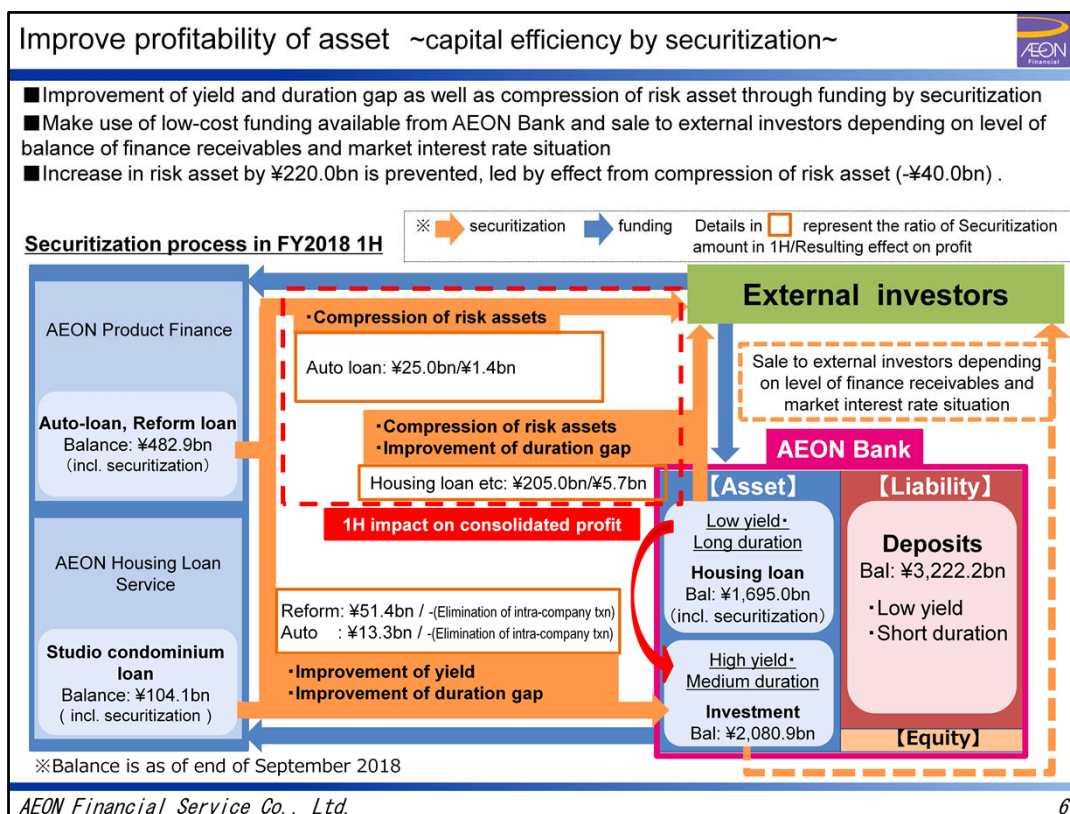 Improve profitability of asset ~capital efficiency by securitization~
AEON
Financial
■Improvement of yield and duration gap as well as compression of risk asset through funding by securitization
■Make use of low-cost funding available from AEON Bank and sale to external investors depending on level of
balance of finance receivables and market interest rate situation
■Increase in risk asset by ¥220.0bn is prevented, led by effect from compression of risk asset (-¥40.0bn) .
※ securitization funding Details in represent the ratio of Securitization
amount in 1H/Resulting effect on profit
Securitization process in FY2018 1H
AEON Product Finance
Auto-loan, Reform loan
Balance: ¥482.9bn
(incl. securitization)
AEON Housing Loan
Service
Studio condominium
loan
Balance: ¥104.1bn
( incl. securitization )
・Compression of risk assets
Auto loan: ¥25.0bn/¥1.4bn
・Compression of risk assets
・Improvement of duration gap
Housing loan etc: ¥205.0bn/¥5.7bn
1H impact on consolidated profit
Reform: ¥51.4bn / -(Elimination of intra-company txn)
Auto : ¥13.3bn / -(Elimination of intra-company txn)
・Improvement of yield
・Improvement of duration gap
External investors
Sale to external investors depending
on level of finance receivables and
market interest rate situation
AEON Bank
【Asset】
Low yield・
Long duration
Housing loan
Bal: ¥1,695.0bn
(incl. securitization)
High yield・
Medium duration
Investment
Bal: ¥2,080.9bn
【Liability】
Deposits
Bal: ¥3,222.2bn
・Low yield
・Short duration
【Equity】
※Balance is as of end of September 2018
AEON Financial Service Co., Ltd.
6